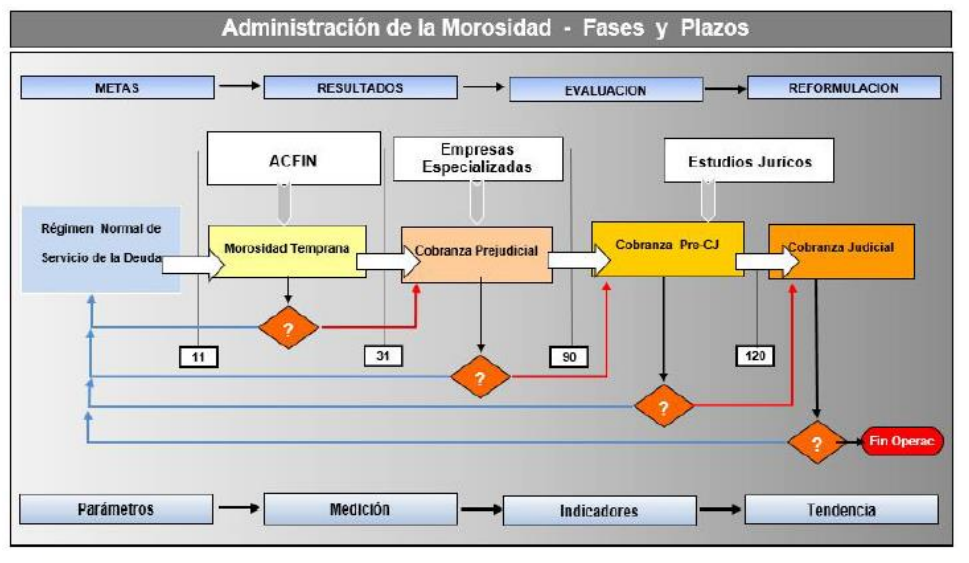 Administración de la Morosidad - Fases y Plazos
METAS
RESULTADOS
EVALUACION
REFORMULACION
ACFIN
Empresas
Especializadas
Estudios Juricos
Régimen Normal de
Servicio de la Deuda
Morosidad Temprana
Cobranza Prejudicial
Cobranza Pre-CJ
Cobranza Judicial
?
11
31
90
120
?
?
?
Fin Operac
Parámetros
Medición
Indicadores
Tendencia